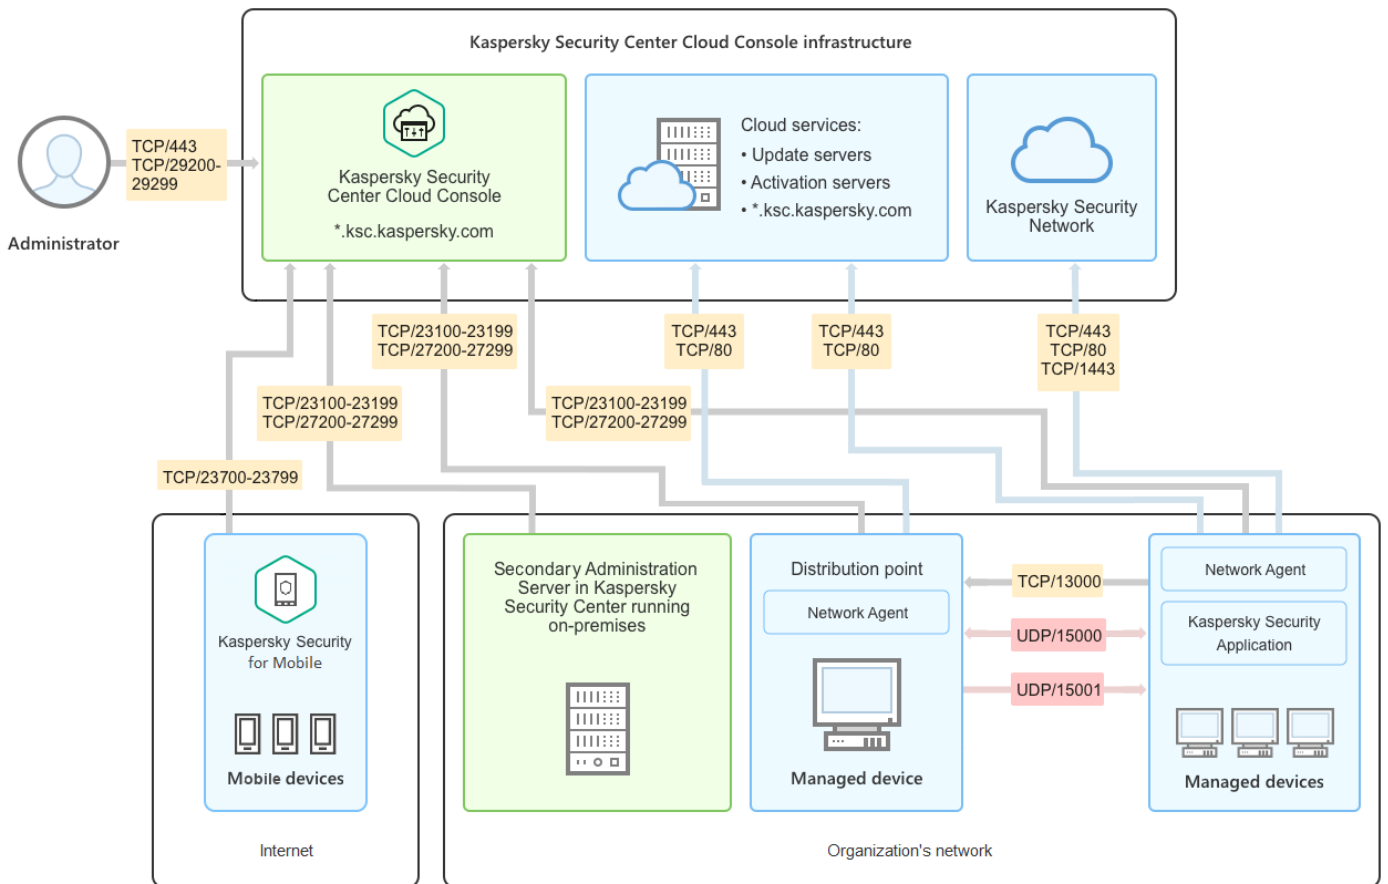 Kaspersky Security Center Cloud Console infrastructure
TCP/443
TCP/29200-
29299
Administrator
Kaspersky Security
Center Cloud Console
*.ksc.kaspersky.com
Cloud services:
• Update servers
• Activation servers
• *.ksc.kaspersky.com
Kaspersky Security
Network
TCP/23100-23199
TCP/27200-27299
TCP/443
TCP/80
TCP/443
TCP/80
TCP/443
TCP/80
TCP/1443
TCP/23100-23199
TCP/27200-27299
TCP/23100-23199
TCP/27200-27299
TCP/23700-23799
Kaspersky Security
for Mobile
Mobile devices
Internet
Secondary Administration
Server in Kaspersky
Security Center running
on-premises
Distribution point
Network Agent
Managed device
TCP/13000
UDP/15000
UDP/15001
Network Agent
Kaspersky Security
Application
Managed devices
Organization's network